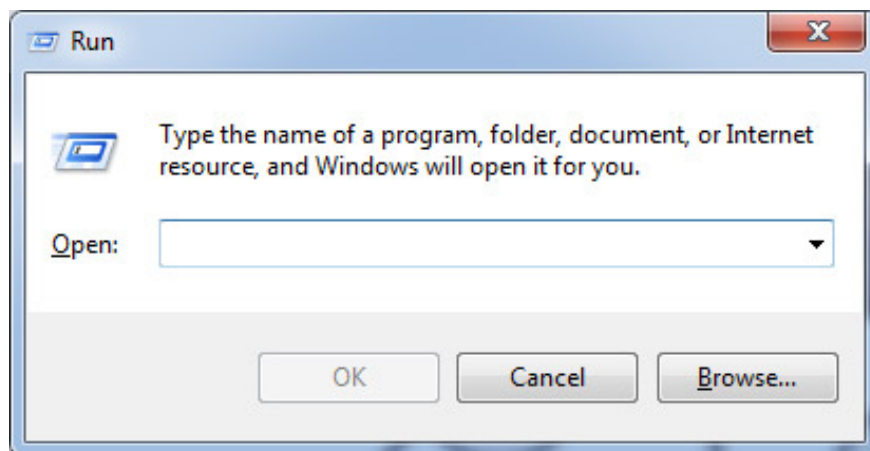 Run
Type the name of a program, folder, document, or Internet
resource, and Windows will open it for you.
Open:
OK
Cancel
Browse...